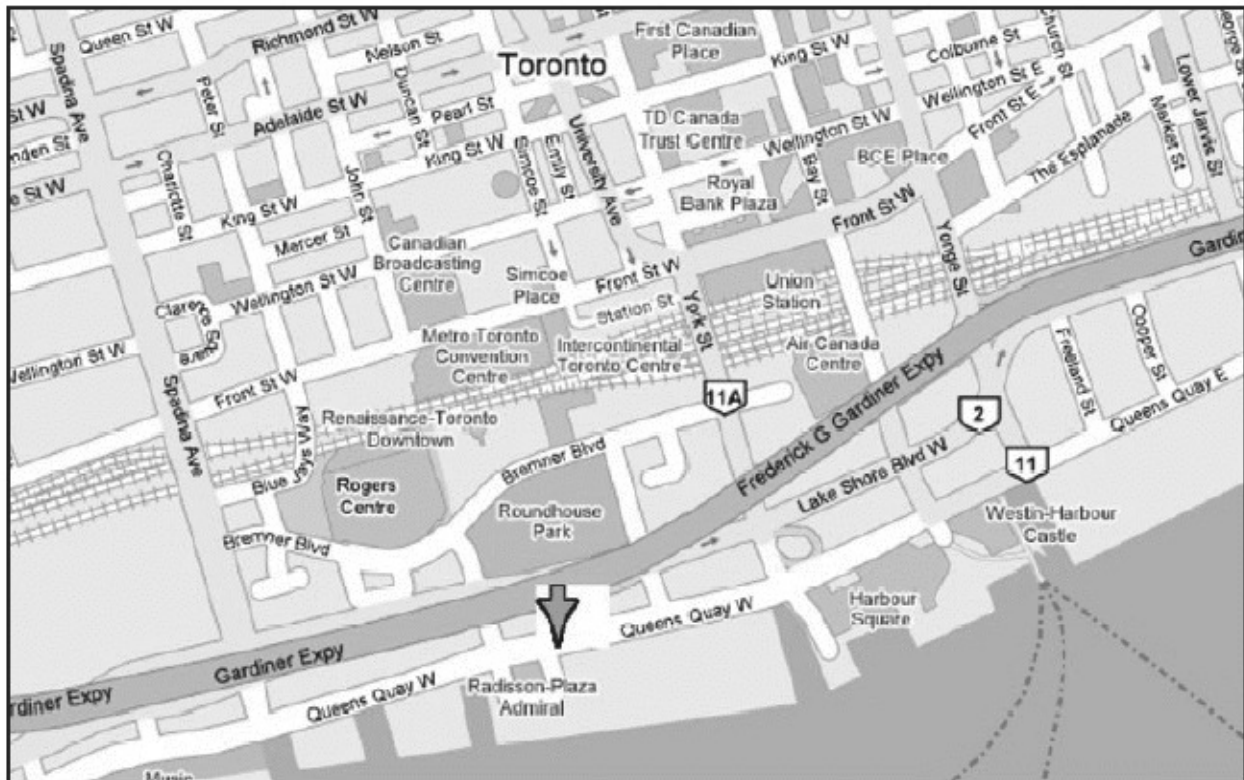 Queen St W
Richmond St W
Nelson St
First Canadian
Place
King St W
Colburne St
Church St
George St
Spadina Ave
Peter St
Duncan St
Toronto
Adelaide St W
Pearl St
University Ave
TD Canada
Trust Centre
Wellington St W
Wellington St E
Front St E
Market St
Lower Jarvis St
Charlotte St
King St W
Simcoe St
Emily St
Bay St
BCE Place
The Esplanade
King St W
John St
Royal
Bank Plaza
Front St W
Mercer St
Canadian
Broadcasting
Centre
Simcoe
Place
Front St W
Union
Station
Yonge St
Gardiner
Wellington St W
Station St
York St
Wellington St W
Metro Toronto
Convention
Centre
Intercontinental
Toronto Centre
Air Canada
Centre
Freeland St
Cooper St
Queens Quay E
Front St W
Spadina Ave
Renaissance-Toronto
Downtown
11A
2
11
Frederick G Gardiner Expy
Blue Jays Way
Rogers
Centre
Bremner Blvd
Roundhouse
Park
Lake Shore Blvd W
Westin-Harbour
Castle
Bremner Blvd
Harbour
Square
Queens Quay W
Gardiner Expy
Radisson-Plaza
Admiral
Queens Quay W
Music